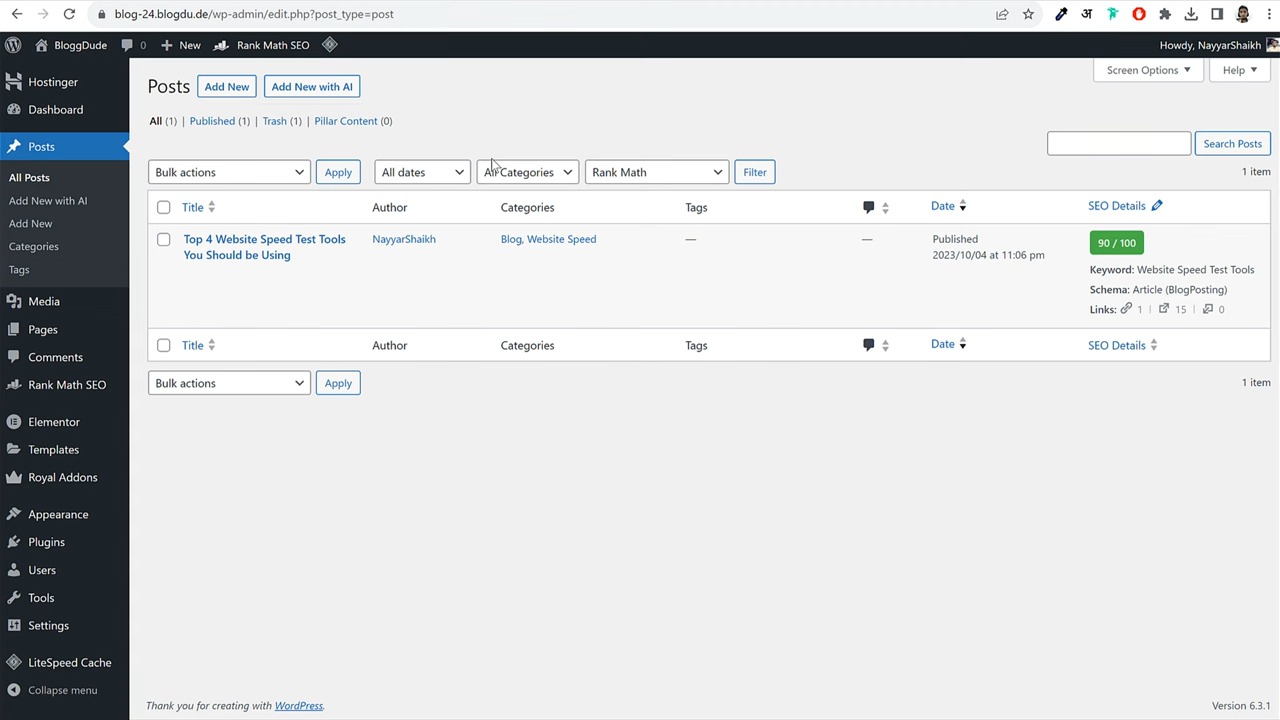 blog-24.blogdu.de/wp-admin/edit.php?post_type=post
BloggDude 0 New Rank Math SEO Howdy, NayyarShaikh
Hostinger
Dashboard
Posts
All Posts
Add New with AI
Add New
Categories
Tags
Media
Pages
Comments
Rank Math SEO
Elementor
Templates
Royal Addons
Appearance
Plugins
Users
Tools
Settings
LiteSpeed Cache
Collapse menu
Posts Add New Add New with AI Screen Options Help
All (1) | Published (1) | Trash (1) | Pillar Content (0)
Search Posts
Bulk actions Apply All dates All Categories Rank Math Filter 1 item
Title Author Categories Tags Date SEO Details
Top 4 Website Speed Test Tools NayyarShaikh Blog, Website Speed — — Published 90 / 100
You Should be Using 2023/10/04 at 11:06 pm
Keyword: Website Speed Test Tools
Schema: Article (BlogPosting)
Links: 1 | 15 | 0
Title Author Categories Tags Date SEO Details
Bulk actions Apply 1 item
Thank you for creating with WordPress. Version 6.3.1